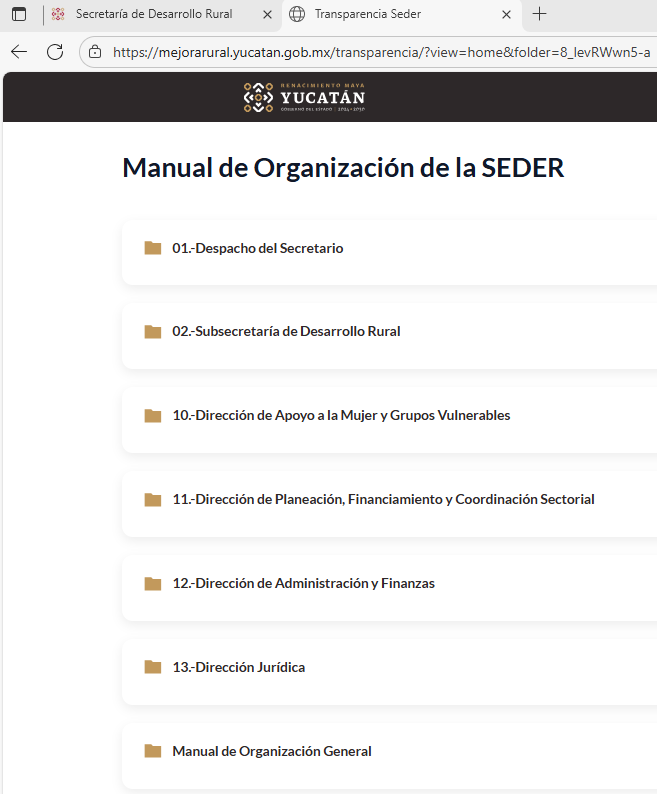 Secretaría de Desarrollo Rural
Transparencia Seder
https://mejorarural.yucatan.gob.mx/transparencia/?view=home&folder=8_IevRWwn5-a
RENACIMIENTO MAYA
YUCATÁN
GOBIERNO DEL ESTADO | 2024 • 2030
Manual de Organización de la SEDER
01.-Despacho del Secretario
02.-Subsecretaría de Desarrollo Rural
10.-Dirección de Apoyo a la Mujer y Grupos Vulnerables
11.-Dirección de Planeación, Financiamiento y Coordinación Sectorial
12.-Dirección de Administración y Finanzas
13.-Dirección Jurídica
Manual de Organización General